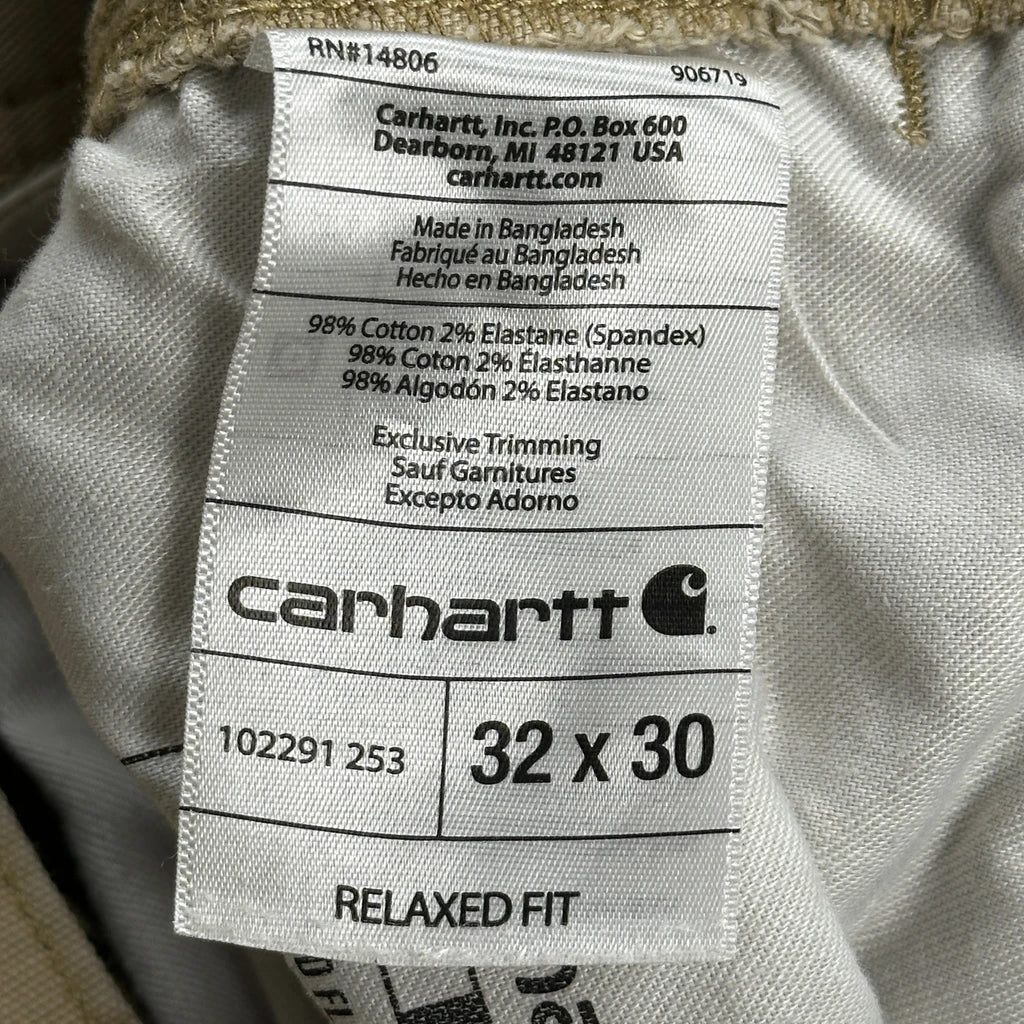 RN#14806 906719
Carhartt, Inc. P.O. Box 600
Dearborn, MI 48121 USA
carhartt.com
Made in Bangladesh
Fabriqué au Bangladesh
Hecho en Bangladesh
98% Cotton 2% Elastane (Spandex)
98% Coton 2% Élasthanne
98% Algodón 2% Elastano
Exclusive Trimming
Sauf Garnitures
Excepto Adorno
carhartt
102291 253 32 x 30
RELAXED FIT